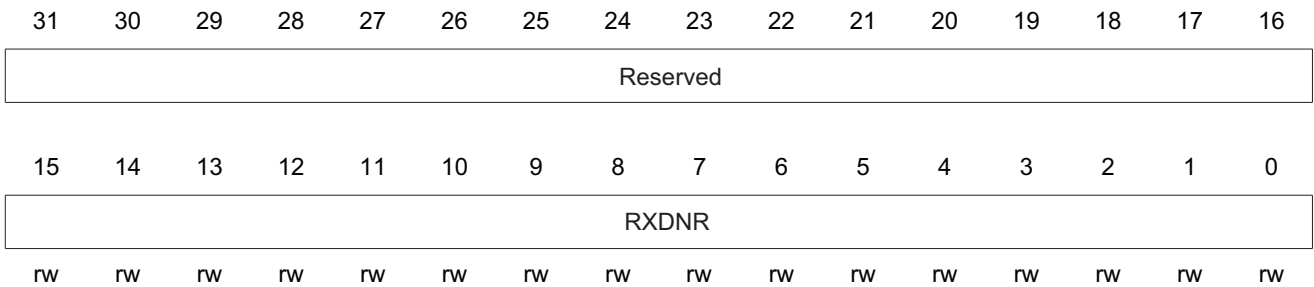 31 30 29 28 27 26 25 24 23 22 21 20 19 18 17 16
Reserved
15 14 13 12 11 10 9 8 7 6 5 4 3 2 1 0
RXDNR
rw rw rw rw rw rw rw rw rw rw rw rw rw rw rw rw